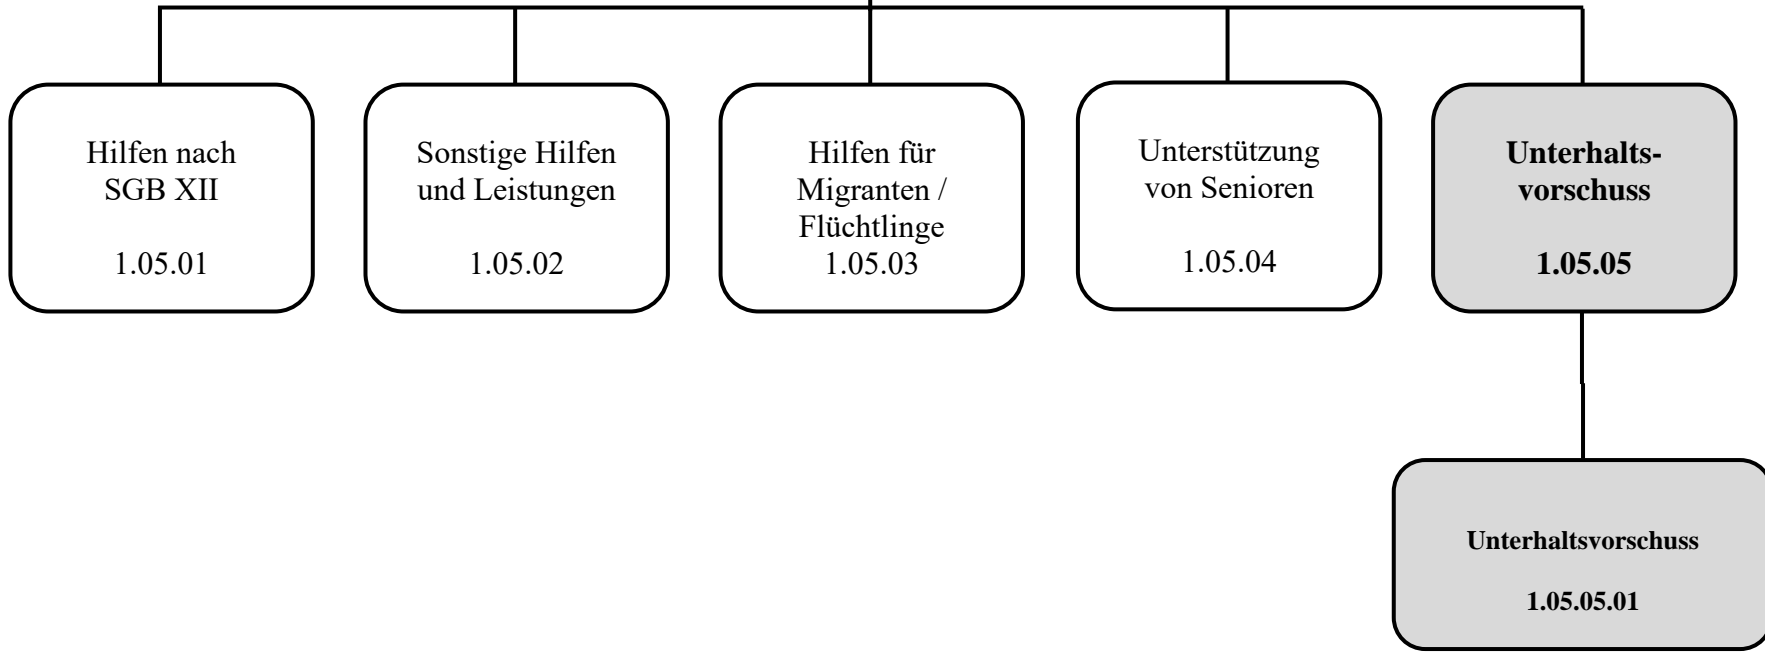 Hilfen nach
SGB XII
1.05.01
Sonstige Hilfen
und Leistungen
1.05.02
Hilfen für
Migranten /
Flüchtlinge
1.05.03
Unterstützung
von Senioren
1.05.04
Unterhalts-
vorschuss
1.05.05
Unterhaltsvorschuss
1.05.05.01